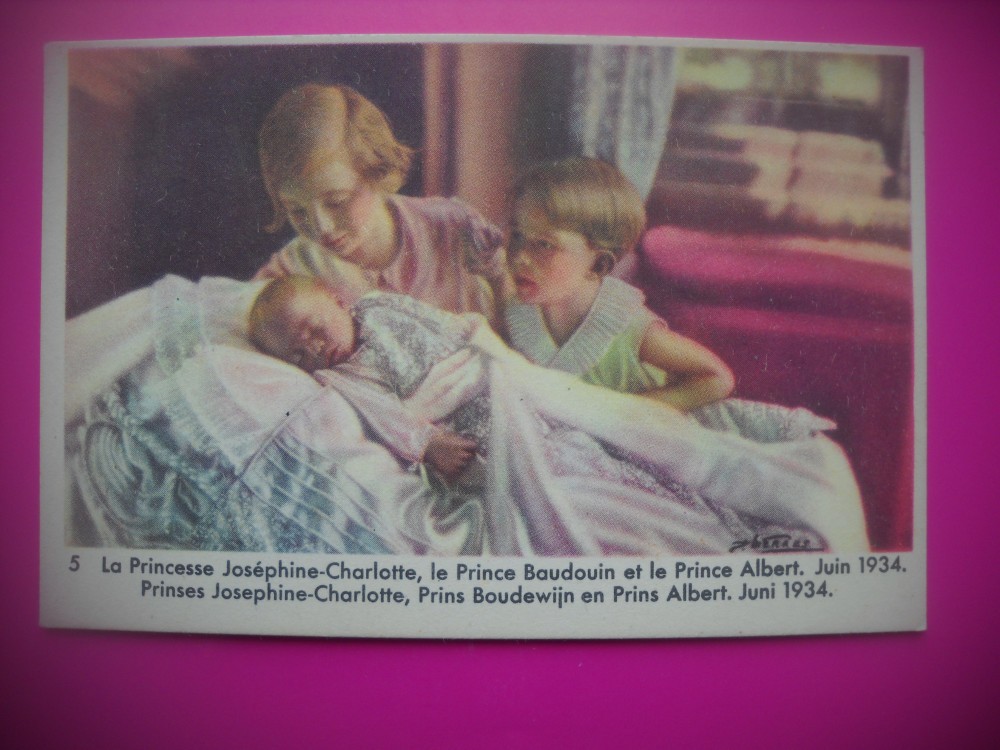 5 La Princesse Joséphine-Charlotte, le Prince Baudouin et le Prince Albert. Juin 1934.
Prinses Josephine-Charlotte, Prins Boudewijn en Prins Albert. Juni 1934.